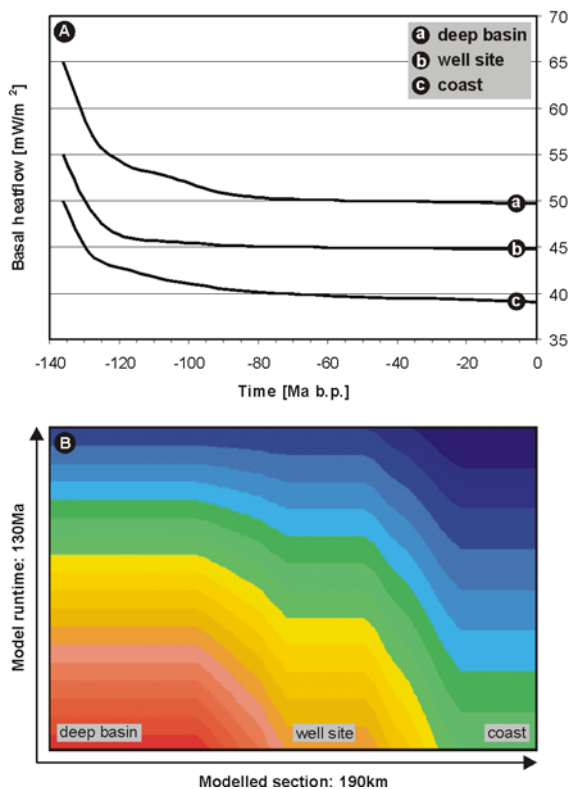 A
a deep basin
b well site
c coast
Basal heatflow [mW/m 2]
70
65
60
55
50
45
40
35
a
b
c
-140
-120
-100
-80
-60
-40
-20
0
Time [Ma b.p.]
B
Model runtime: 130Ma
deep basin
well site
coast
Modelled section: 190km